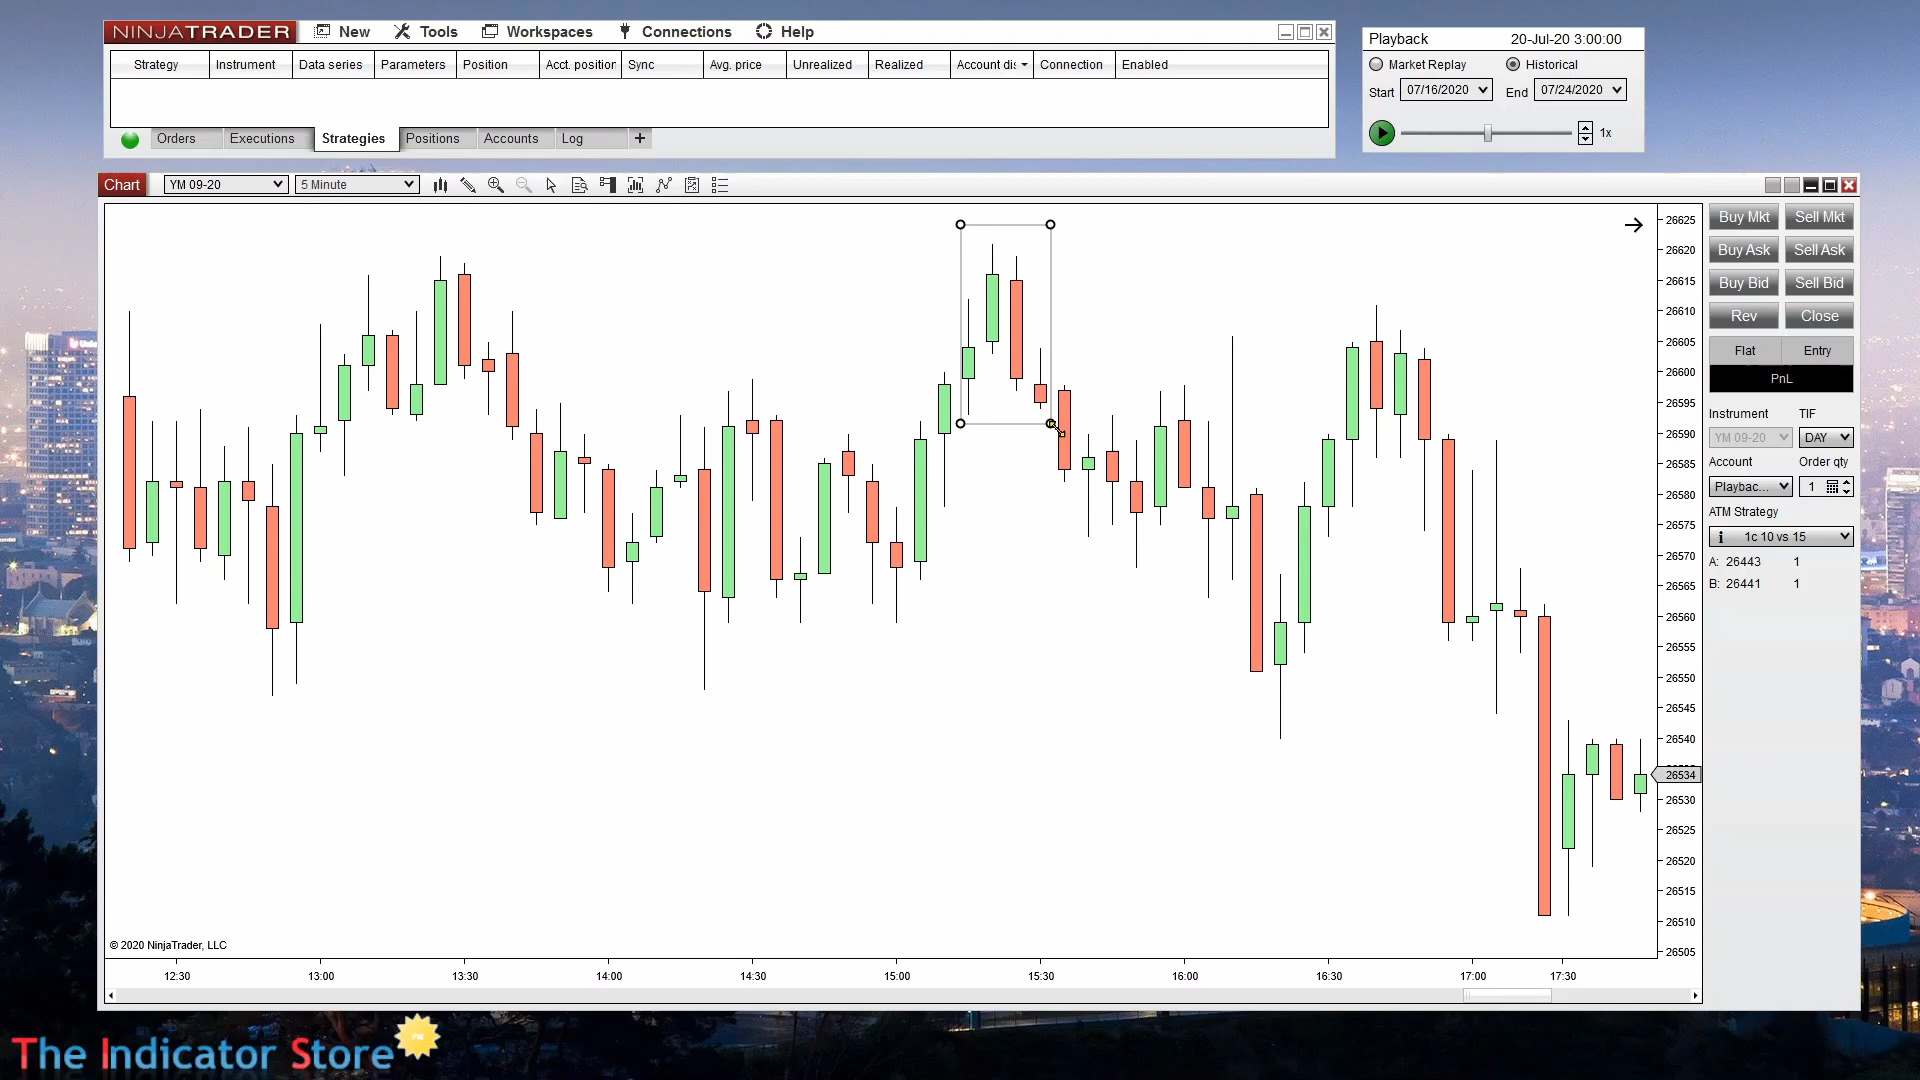 NINJATRADER New Tools Workspaces Connections Help
Strategy Instrument Data series Parameters Position Acct. position Sync Avg. price Unrealized Realized Account dis Connection Enabled
Orders Executions Strategies Positions Accounts Log +
Playback 20-Jul-20 3:00:00
Market Replay Historical
Start 07/16/2020 End 07/24/2020
1x
Chart YM 09-20 5 Minute
26625
26620
26615
26610
26605
26600
26595
26590
26585
26580
26575
26570
26565
26560
26555
26550
26545
26540
26534
26530
26525
26520
26515
26510
26505
© 2020 NinjaTrader, LLC
12:30 13:00 13:30 14:00 14:30 15:00 15:30 16:00 16:30 17:00 17:30
Buy Mkt Sell Mkt
Buy Ask Sell Ask
Buy Bid Sell Bid
Rev Close
Flat Entry
PnL
Instrument TIF
YM 09-20 DAY
Account Order qty
Playbac... 1
ATM Strategy
i 1c 10 vs 15
A: 26443 1
B: 26441 1
The Indicator Store